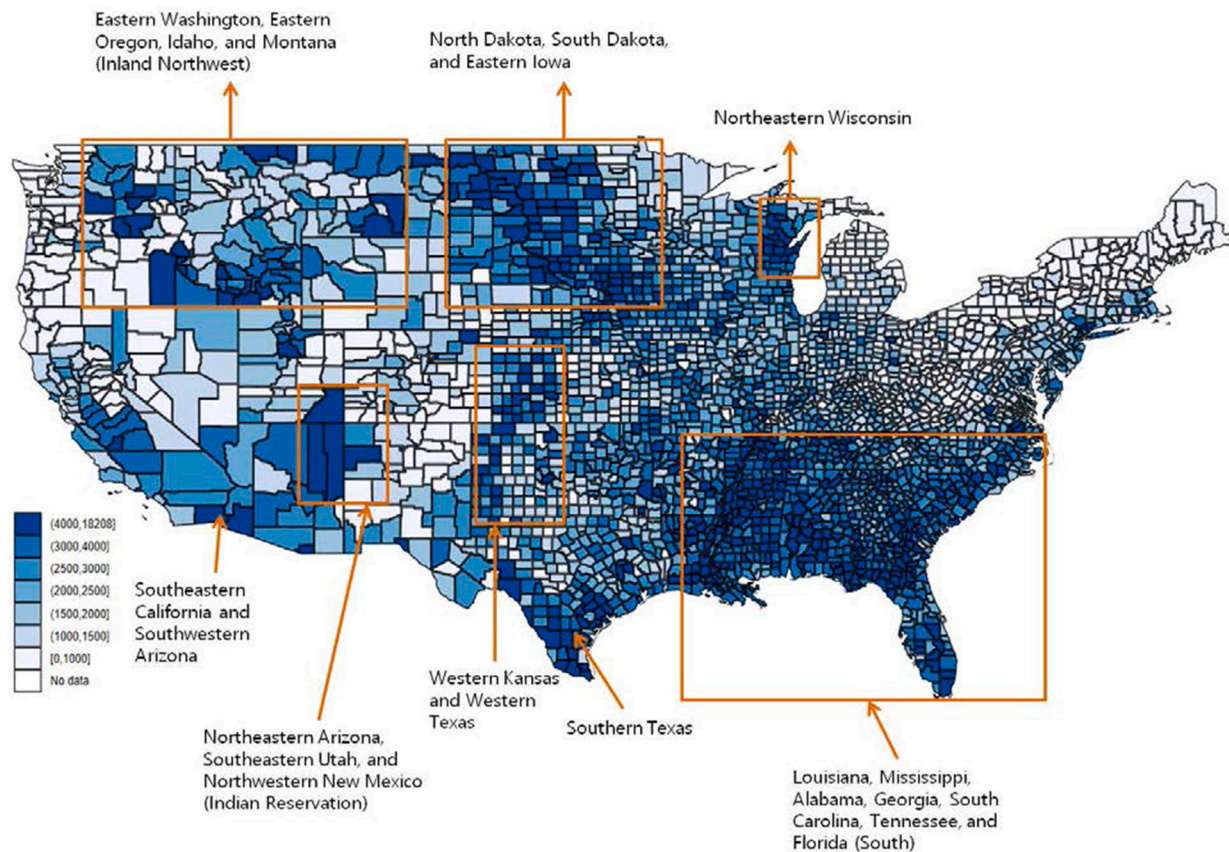 Eastern Washington, Eastern
Oregon, Idaho, and Montana
(Inland Northwest)
North Dakota, South Dakota,
and Eastern Iowa
Northeastern Wisconsin
(4000,18208]
(3000,4000]
(2500,3000]
(2000,2500]
(1500,2000]
(1000,1500]
[0,1000]
No data
Southeastern
California and
Southwestern
Arizona
Northeastern Arizona,
Southeastern Utah, and
Northwestern New Mexico
(Indian Reservation)
Western Kansas
and Western
Texas
Southern Texas
Louisiana, Mississippi,
Alabama, Georgia, South
Carolina, Tennessee, and
Florida (South)